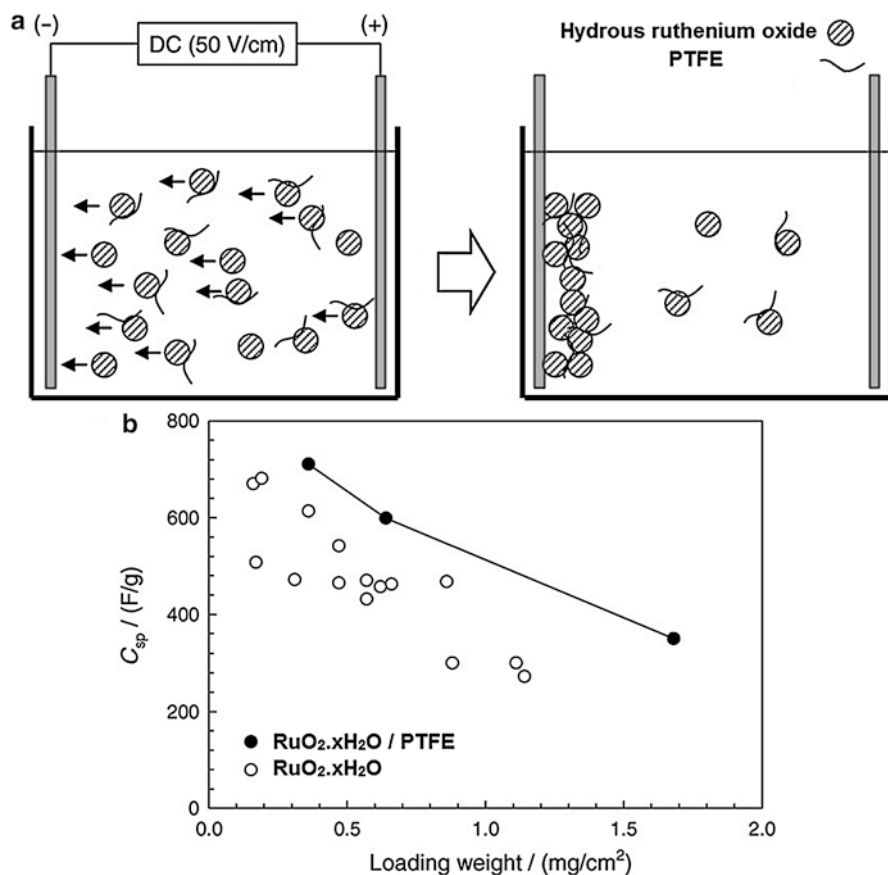 a
(−) DC (50 V/cm) (+)
Hydrous ruthenium oxide
PTFE
b
800
600
400
200
0
C_sp / (F/g)
RuO₂.xH₂O / PTFE
RuO₂.xH₂O
0.0 0.5 1.0 1.5 2.0
Loading weight / (mg/cm²)